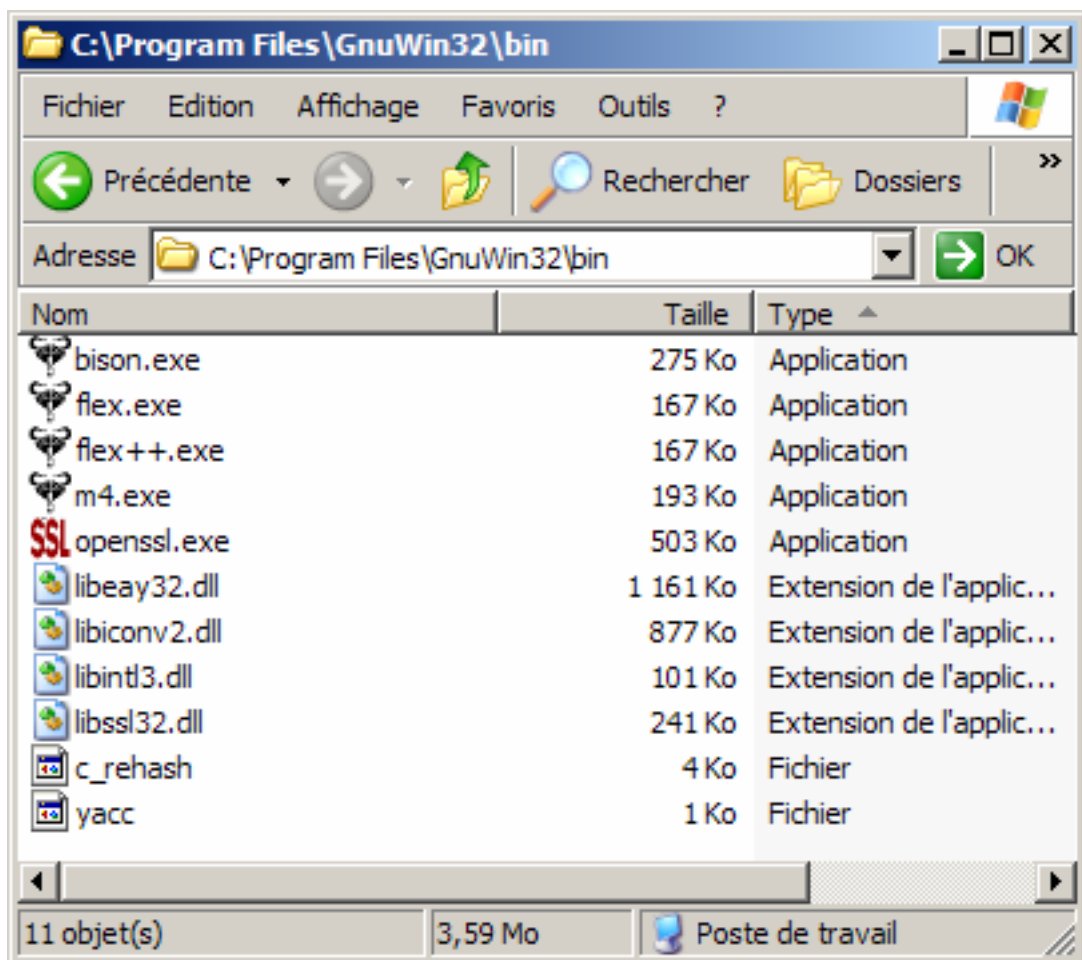 C:\Program Files\GnuWin32\bin
Fichier Edition Affichage Favoris Outils ?
Précédente Rechercher Dossiers »
Adresse C:\Program Files\GnuWin32\bin OK
Nom Taille Type
bison.exe 275 Ko Application
flex.exe 167 Ko Application
flex++.exe 167 Ko Application
m4.exe 193 Ko Application
SSL openssl.exe 503 Ko Application
libeay32.dll 1 161 Ko Extension de l'applic...
libiconv2.dll 877 Ko Extension de l'applic...
libintl3.dll 101 Ko Extension de l'applic...
libssl32.dll 241 Ko Extension de l'applic...
c_rehash 4 Ko Fichier
yacc 1 Ko Fichier
11 objet(s) 3,59 Mo Poste de travail